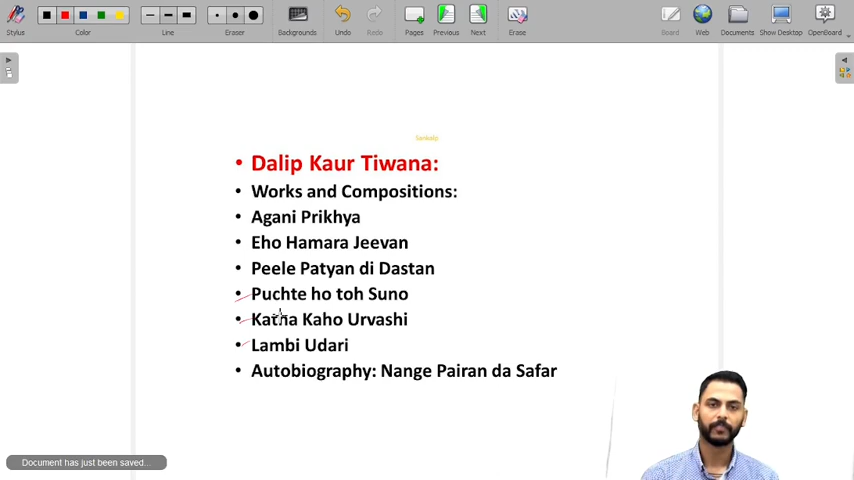 Stylus
Color
Line
Eraser
Backgrounds
Undo
Redo
Pages
Previous
Next
Erase
Board
Web
Documents
Show Desktop
OpenBoard
• Dalip Kaur Tiwana:
• Works and Compositions:
• Agani Prikhya
• Eho Hamara Jeevan
• Peele Patyan di Dastan
• Puchte ho toh Suno
• Katha Kaho Urvashi
• Lambi Udari
• Autobiography: Nange Pairan da Safar
Document has just been saved...